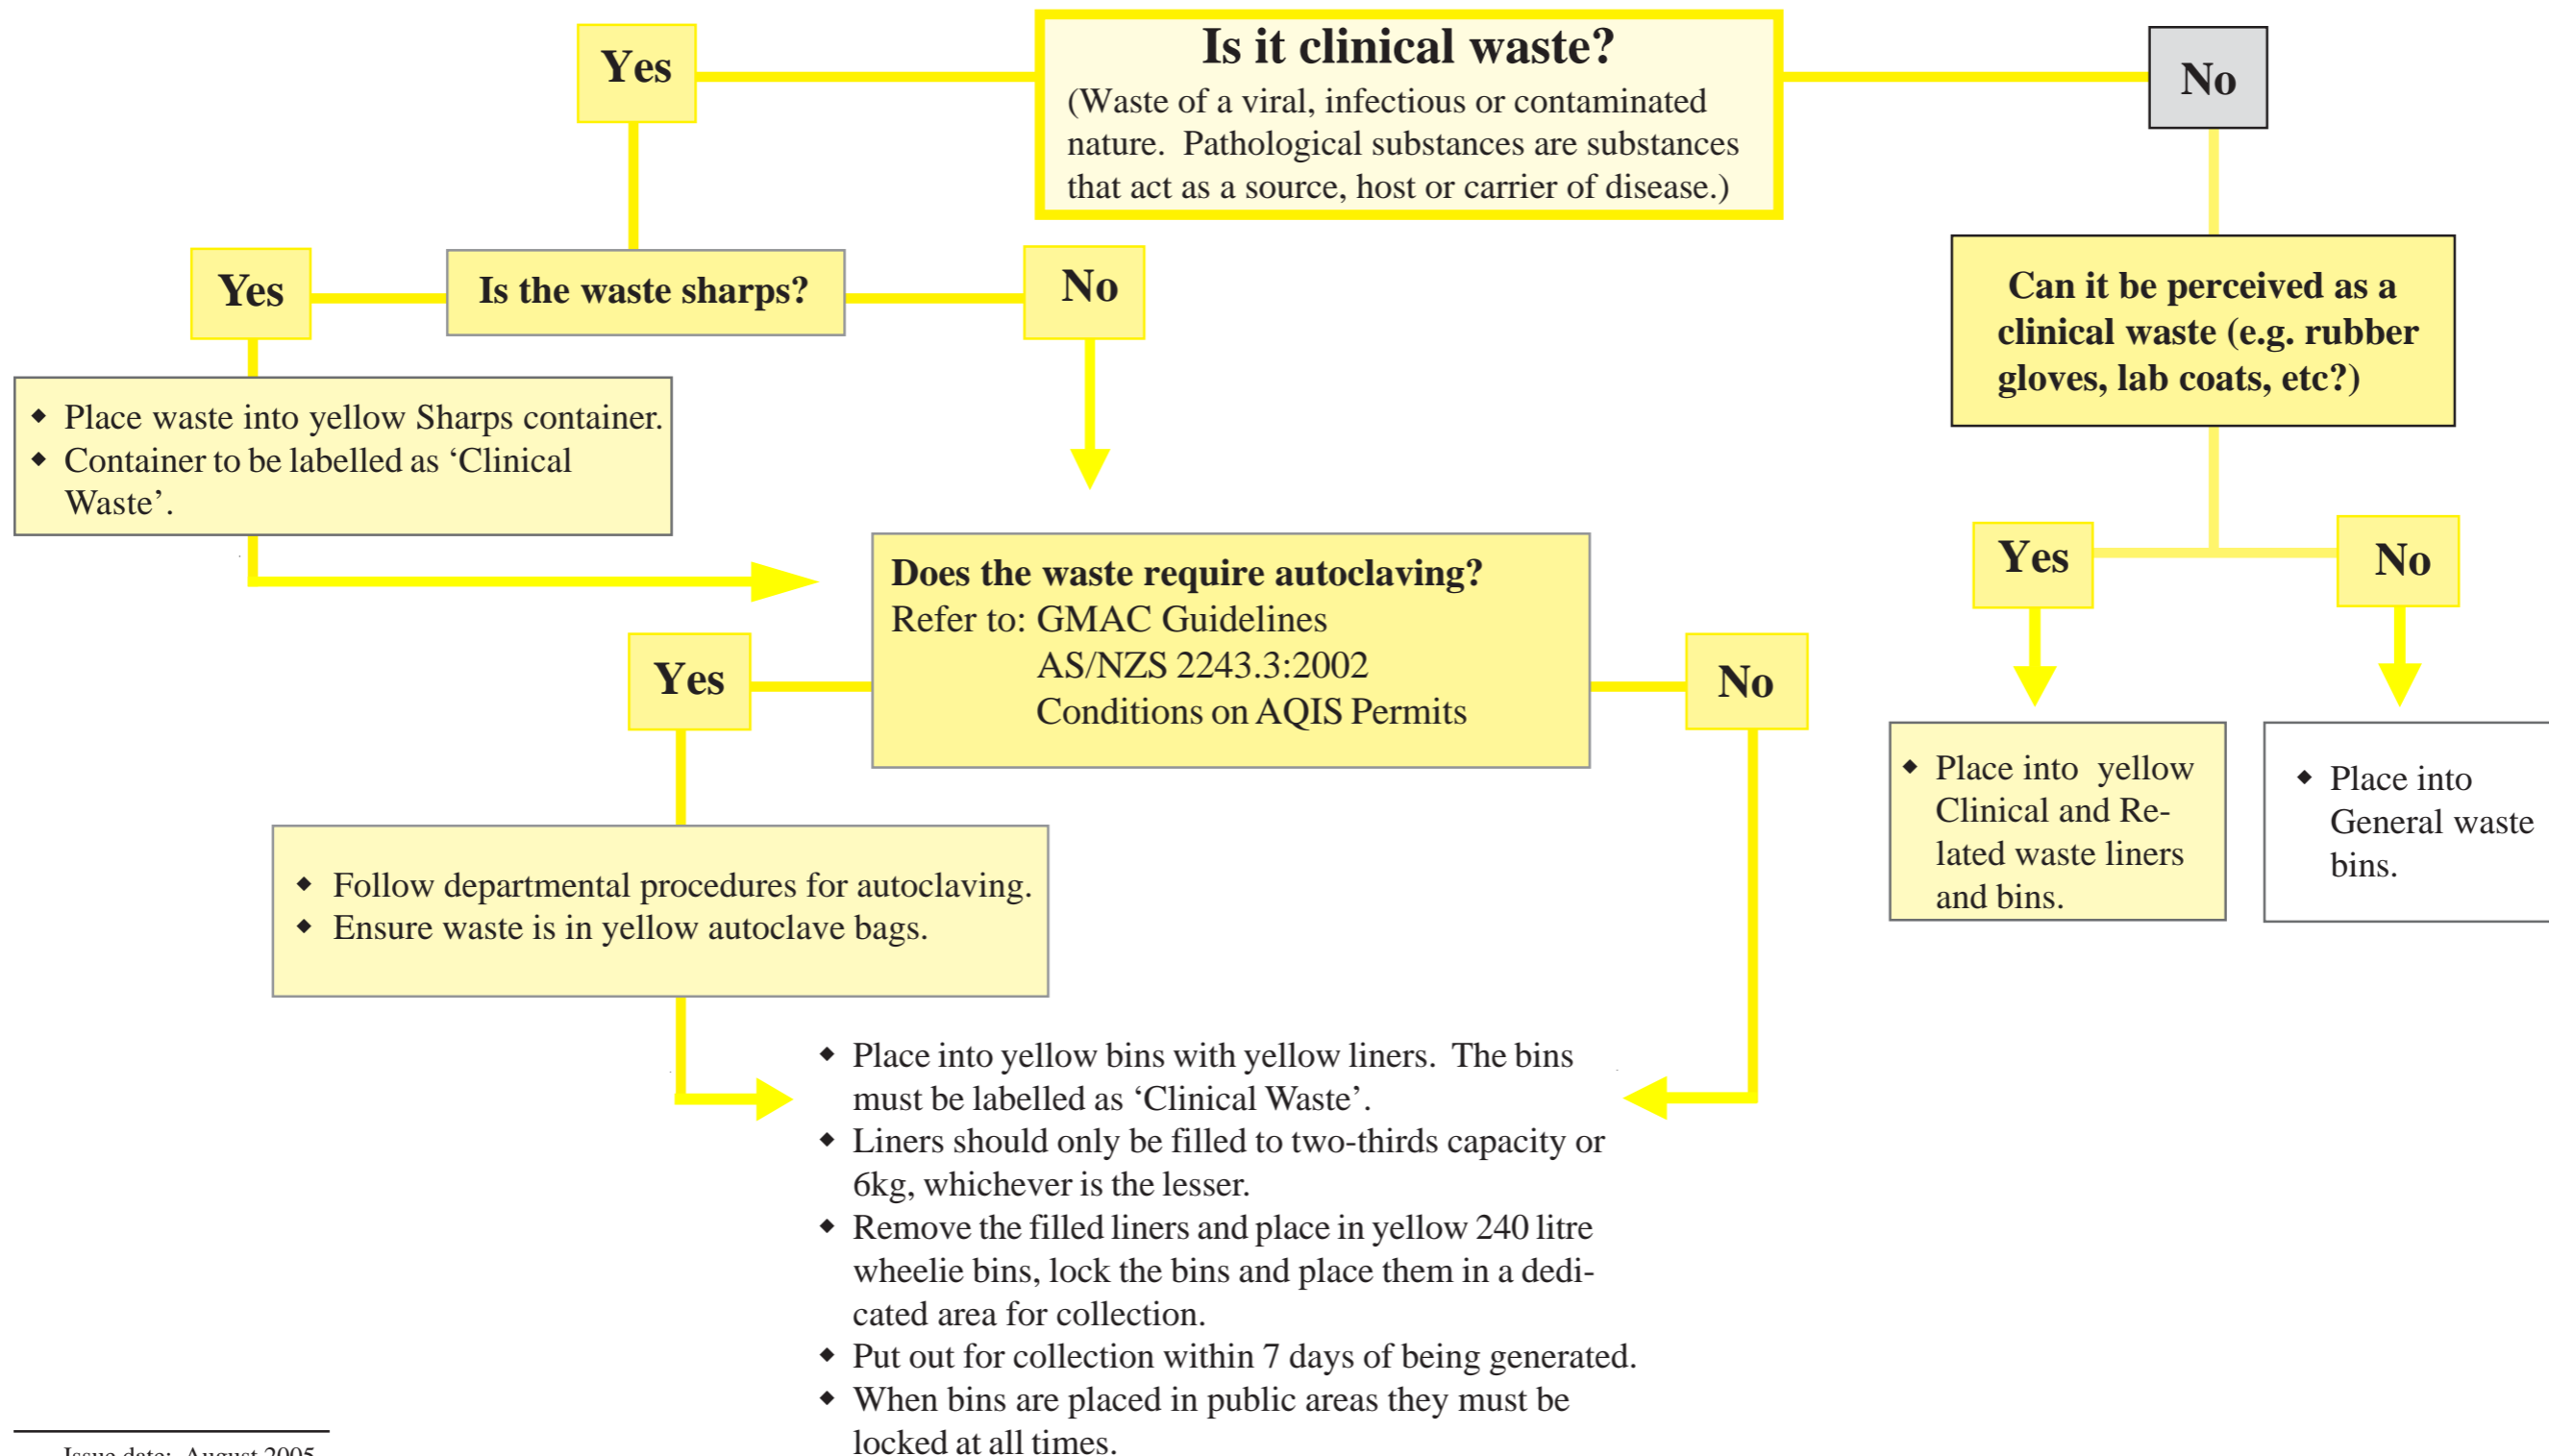 Is it clinical waste?
(Waste of a viral, infectious or contaminated
nature. Pathological substances are substances
that act as a source, host or carrier of disease.)
Yes
No
Yes
Is the waste sharps?
No
Can it be perceived as a
clinical waste (e.g. rubber
gloves, lab coats, etc?)
◆ Place waste into yellow Sharps container.
◆ Container to be labelled as ‘Clinical
Waste’.
Does the waste require autoclaving?
Refer to: GMAC Guidelines
AS/NZS 2243.3:2002
Conditions on AQIS Permits
Yes
No
Yes
No
◆ Place into yellow
Clinical and Re-
lated waste liners
and bins.
◆ Place into
General waste
bins.
◆ Follow departmental procedures for autoclaving.
◆ Ensure waste is in yellow autoclave bags.
◆ Place into yellow bins with yellow liners. The bins
must be labelled as ‘Clinical Waste’.
◆ Liners should only be filled to two-thirds capacity or
6kg, whichever is the lesser.
◆ Remove the filled liners and place in yellow 240 litre
wheelie bins, lock the bins and place them in a dedi-
cated area for collection.
◆ Put out for collection within 7 days of being generated.
◆ When bins are placed in public areas they must be
locked at all times.
Issue date: August 2005